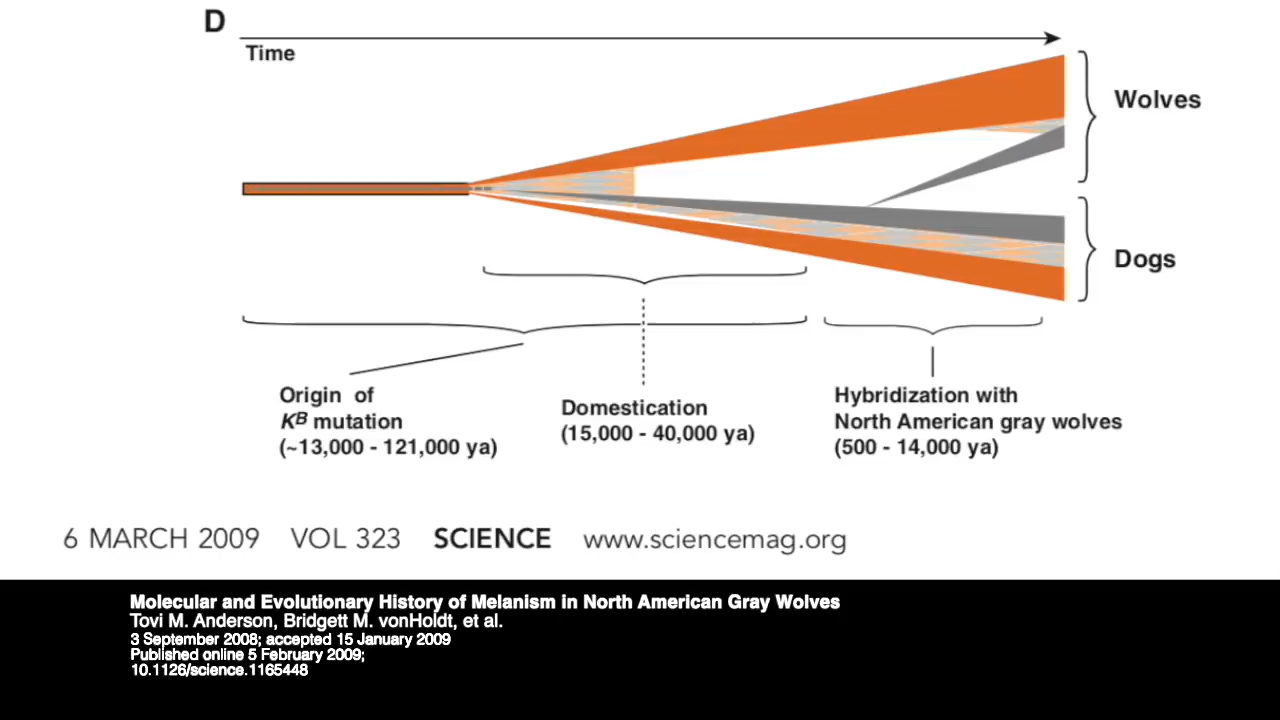 D
Time
Wolves
Dogs
Origin of
KB mutation
(~13,000 - 121,000 ya)
Domestication
(15,000 - 40,000 ya)
Hybridization with
North American gray wolves
(500 - 14,000 ya)
6 MARCH 2009 VOL 323 SCIENCE www.sciencemag.org
Molecular and Evolutionary History of Melanism in North American Gray Wolves
Tovi M. Anderson, Bridgett M. vonHoldt, et al.
3 September 2008; accepted 15 January 2009
Published online 5 February 2009;
10.1126/science.1165448